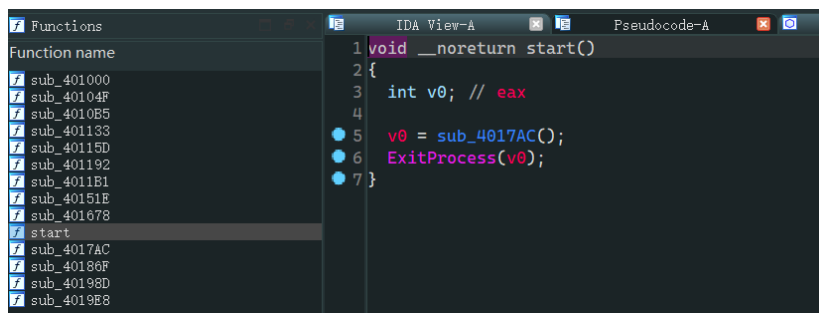 Functions
Function name
sub_401000
sub_40104F
sub_4010B5
sub_401133
sub_40115D
sub_401192
sub_4011B1
sub_40151E
sub_401678
start
sub_4017AC
sub_40186F
sub_40198D
sub_4019E8
IDA View-A Pseudocode-A
1 void __noreturn start()
2 {
3 int v0; // eax
4
5 v0 = sub_4017AC();
6 ExitProcess(v0);
7 }